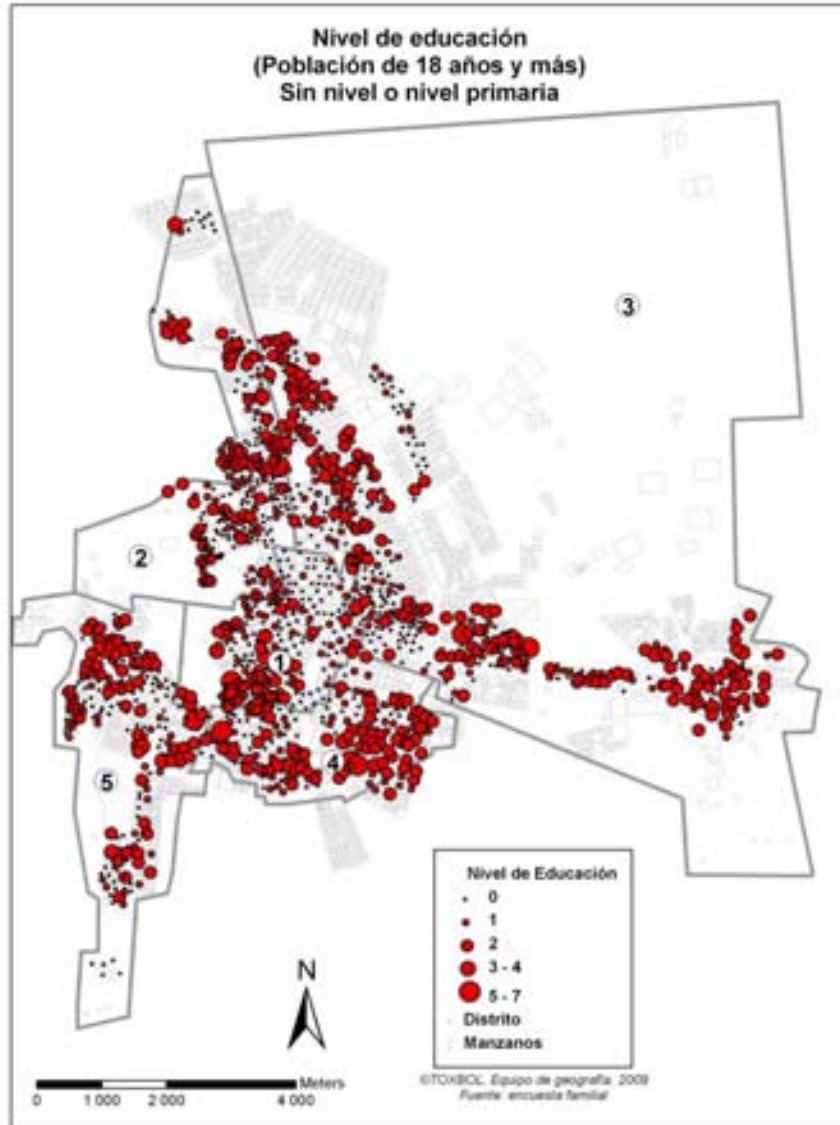 Nivel de educación
(Población de 18 años y más)
Sin nivel o nivel primaria
3
2
1
4
5
Nivel de Educación
0
1
2
3 - 4
5 - 7
Distrito
Manzanos
N
Meters
0 1 000 2 000 4 000
©TOXBOL, Equipo de geografía, 2009
Fuente: encuesta familial